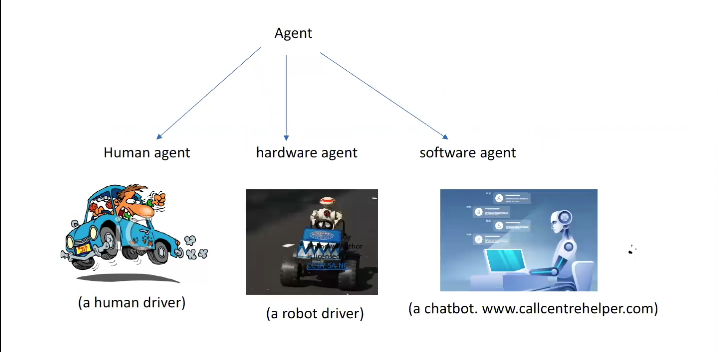 Agent
Human agent
hardware agent
software agent
(a human driver)
(a robot driver)
(a chatbot. www.callcentrehelper.com)